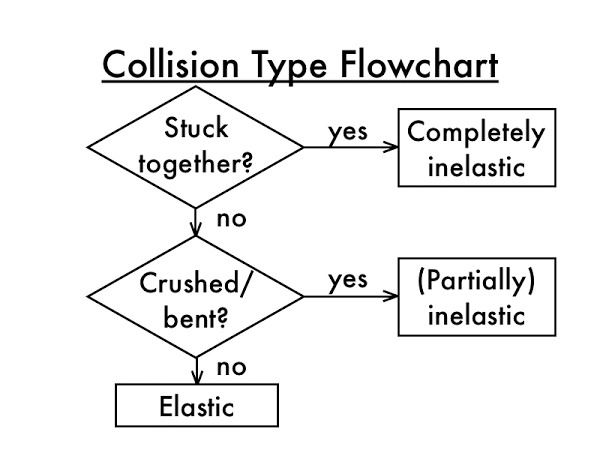 Collision Type Flowchart
Stuck
together?
yes
Completely
inelastic
no
Crushed/
bent?
yes
(Partially)
inelastic
no
Elastic